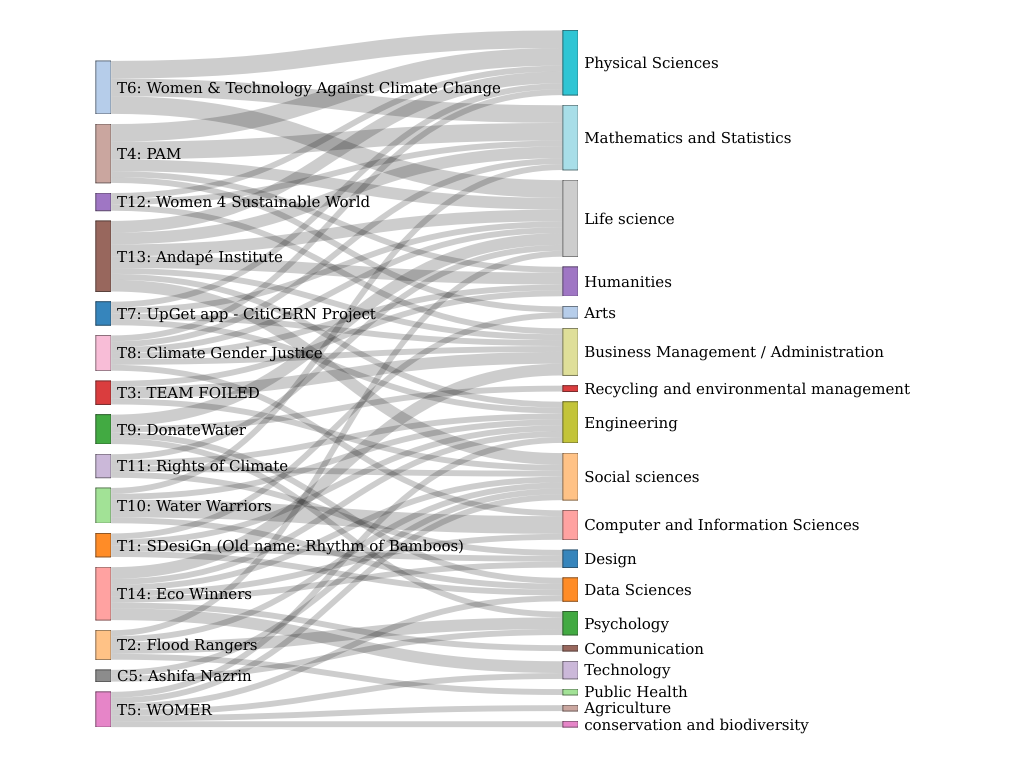 T6: Women & Technology Against Climate Change
T4: PAM
T12: Women 4 Sustainable World
T13: Andapé Institute
T7: UpGet app - CitiCERN Project
T8: Climate Gender Justice
T3: TEAM FOILED
T9: DonateWater
T11: Rights of Climate
T10: Water Warriors
T1: SDesiGn (Old name: Rhythm of Bamboos)
T14: Eco Winners
T2: Flood Rangers
C5: Ashifa Nazrin
T5: WOMER
Physical Sciences
Mathematics and Statistics
Life science
Humanities
Arts
Business Management / Administration
Recycling and environmental management
Engineering
Social sciences
Computer and Information Sciences
Design
Data Sciences
Psychology
Communication
Technology
Public Health
Agriculture
conservation and biodiversity